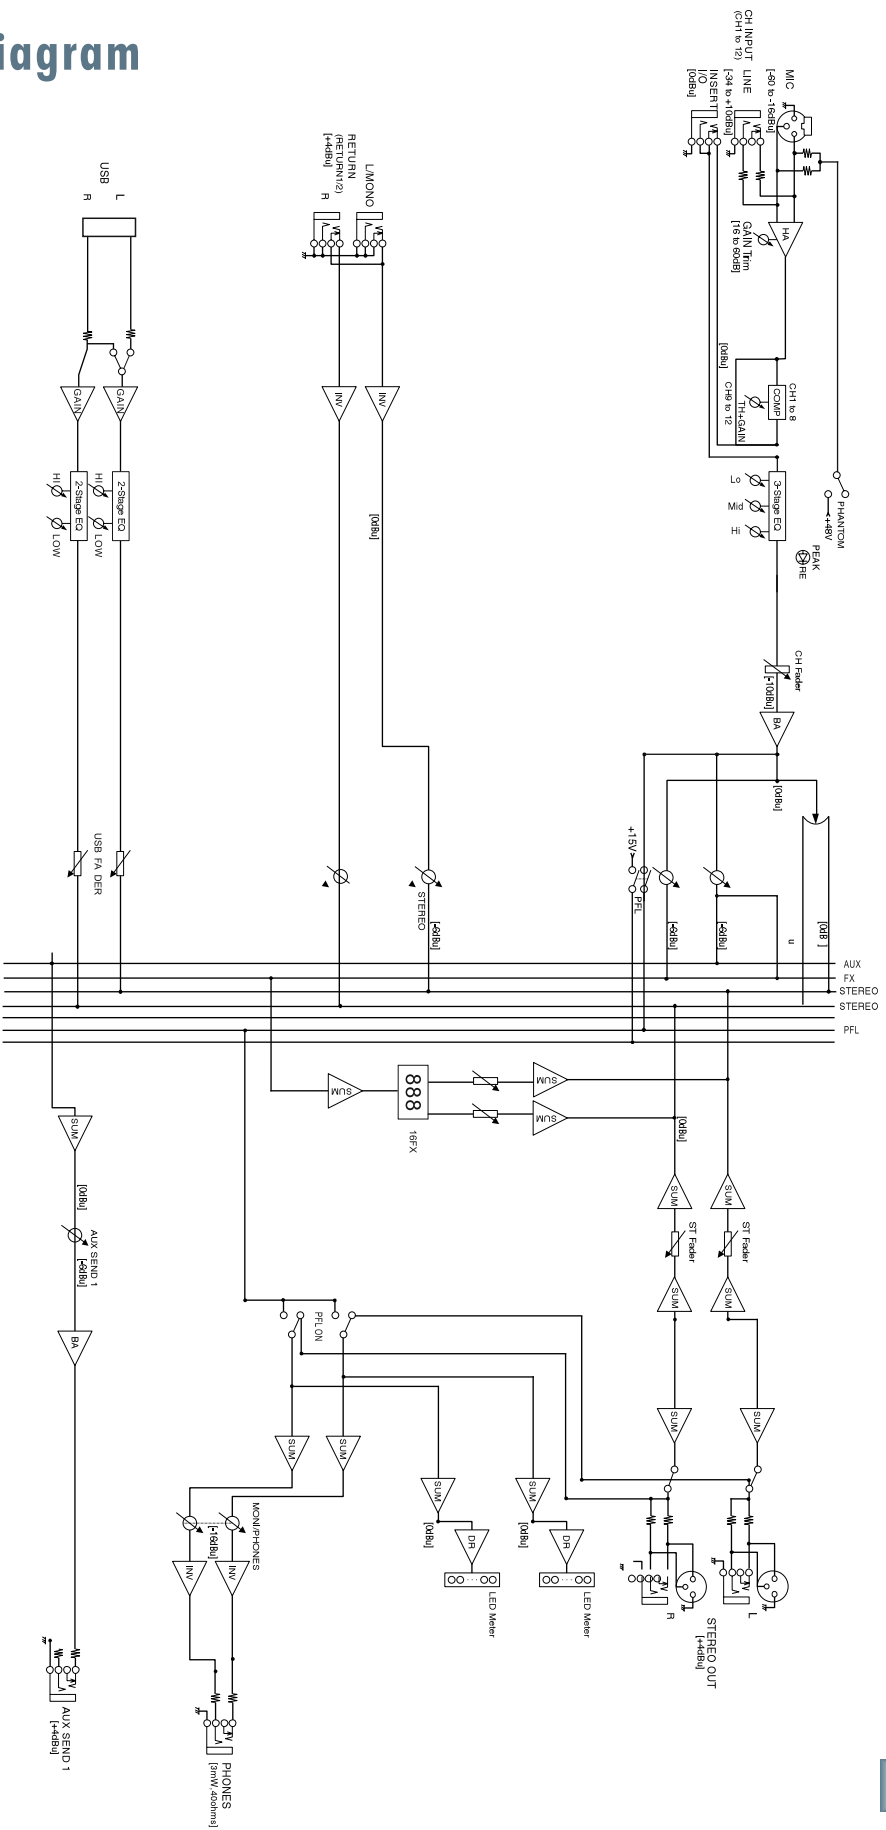 iagram
CH INPUT
(CH1 to 12)
MIC
[-60 to -16dBu]
LINE
[-34 to +10dBu]
INSERT
I/O
[0dBu]
HA
GAIN Trim
[16 to 60dB]
[0dBu]
CH1 to 8
COMP
TH+GAIN
CH9 to 12
3-Stage EQ
Lo
Mid
Hi
PHANTOM
+48V
PEAK
RE
CH Fader
[-10dBu]
BA
[0dBu]
+15V
PFL
[-6dBu]
[-6dBu]
u
[0dB ]
RETURN
(RETURN1/2)
[+4dBu]
L/MONO
R
INV
INV
[0dBu]
STEREO
[-6dBu]
USB
L
R
GAIN
GAIN
2-Stage EQ
2-Stage EQ
HI
LOW
HI
LOW
USB FA DER
AUX
FX
STEREO
STEREO
PFL
SUM
888
16FX
SUM
SUM
[0dBu]
SUM
SUM
ST Fader
ST Fader
SUM
SUM
SUM
SUM
STEREO OUT
[+4dBu]
L
R
SUM
[0dBu]
AUX SEND 1
[-6dBu]
BA
AUX SEND 1
[+4dBu]
PFL ON
SUM
SUM
MONI/PHONES
[-16dBu]
INV
INV
PHONES
[3mW,40ohms]
SUM
SUM
[0dBu]
[0dBu]
DR
DR
LED Meter
LED Meter